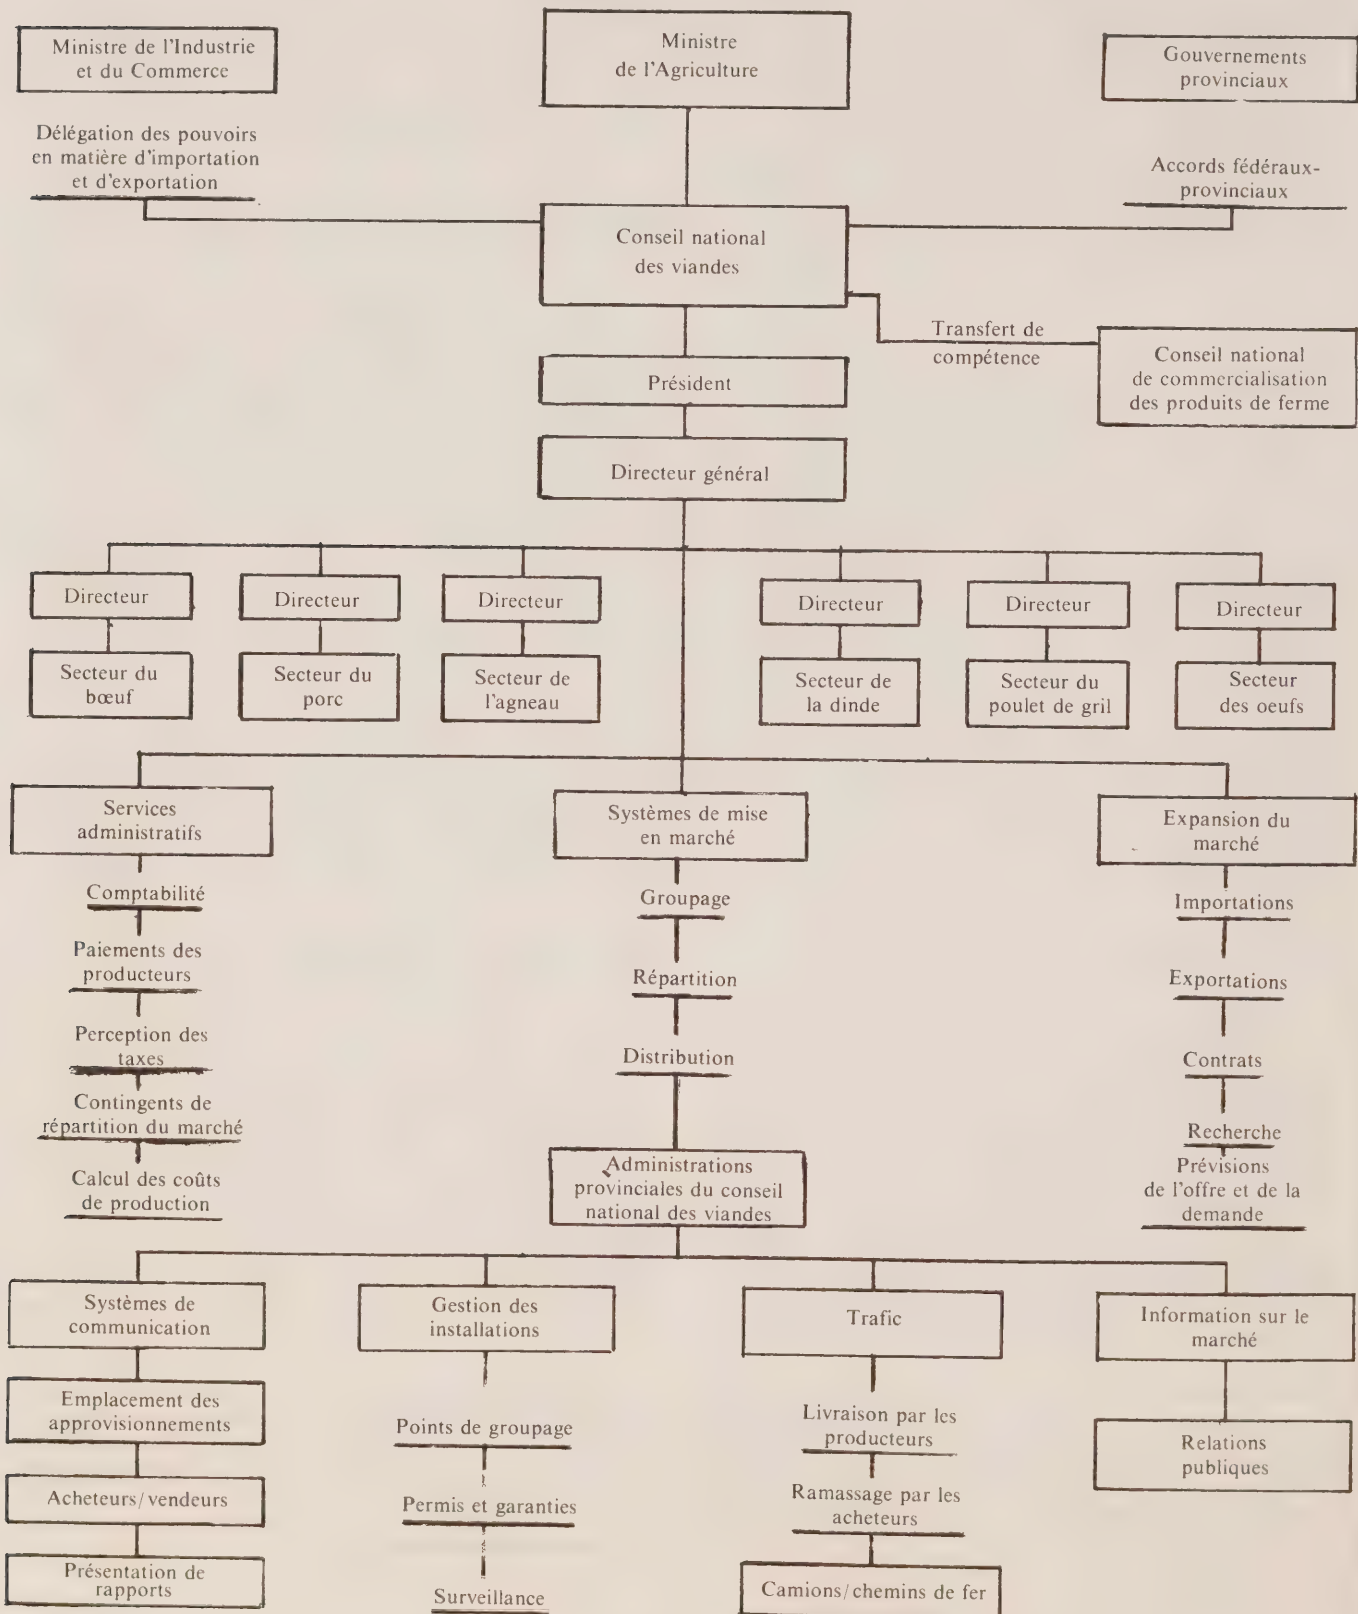 Ministre de l'Industrie
et du Commerce
Ministre
de l'Agriculture
Gouvernements
provinciaux
Délégation des pouvoirs
en matière d'importation
et d'exportation
Accords fédéraux-
provinciaux
Conseil national
des viandes
Transfert de
compétence
Conseil national
de commercialisation
des produits de ferme
Président
Directeur général
Directeur
Directeur
Directeur
Directeur
Directeur
Directeur
Secteur du
bœuf
Secteur du
porc
Secteur de
l'agneau
Secteur de
la dinde
Secteur du
poulet de gril
Secteur
des oeufs
Services
administratifs
Comptabilité
Paiements des
producteurs
Perception des
taxes
Contingents de
répartition du marché
Calcul des coûts
de production
Systèmes de mise
en marché
Groupage
Répartition
Distribution
Administrations
provinciales du conseil
national des viandes
Expansion du
marché
Importations
Exportations
Contrats
Recherche
Prévisions
de l'offre et de la
demande
Systèmes de
communication
Emplacement des
approvisionnements
Acheteurs/vendeurs
Présentation de
rapports
Gestion des
installations
Points de groupage
Permis et garanties
Surveillance
Trafic
Livraison par les
producteurs
Ramassage par les
acheteurs
Camions/chemins de fer
Information sur le
marché
Relations
publiques